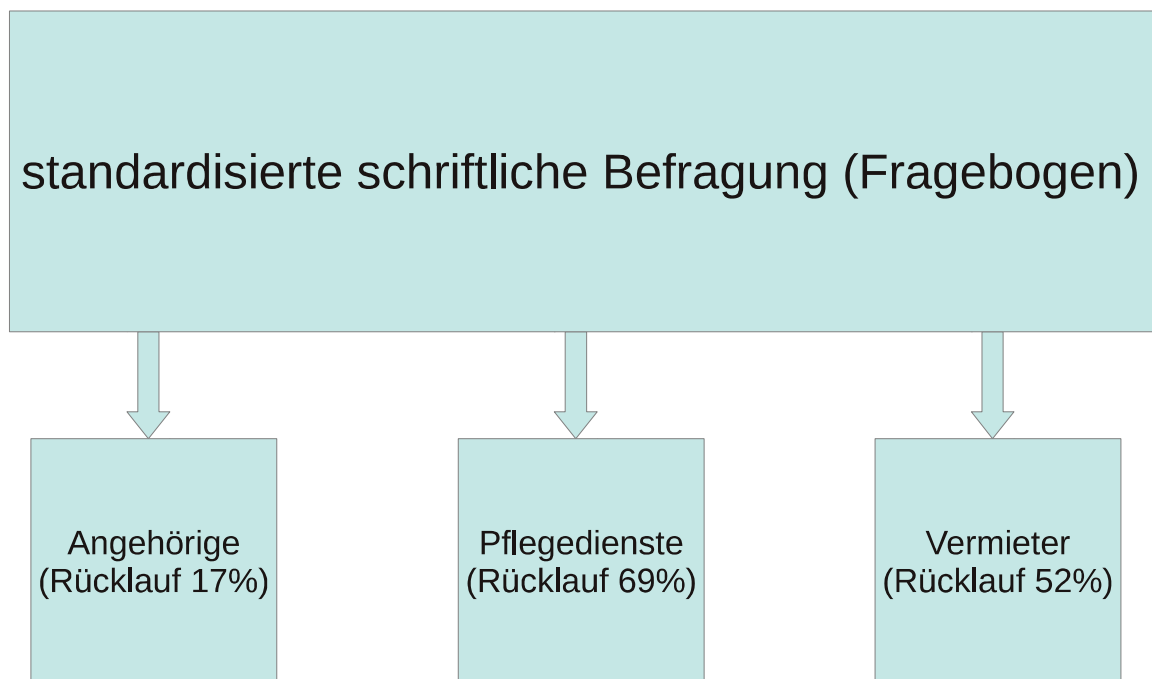 standardisierte schriftliche Befragung (Fragebogen)
Angehörige
(Rücklauf 17%)
Pflegedienste
(Rücklauf 69%)
Vermieter
(Rücklauf 52%)